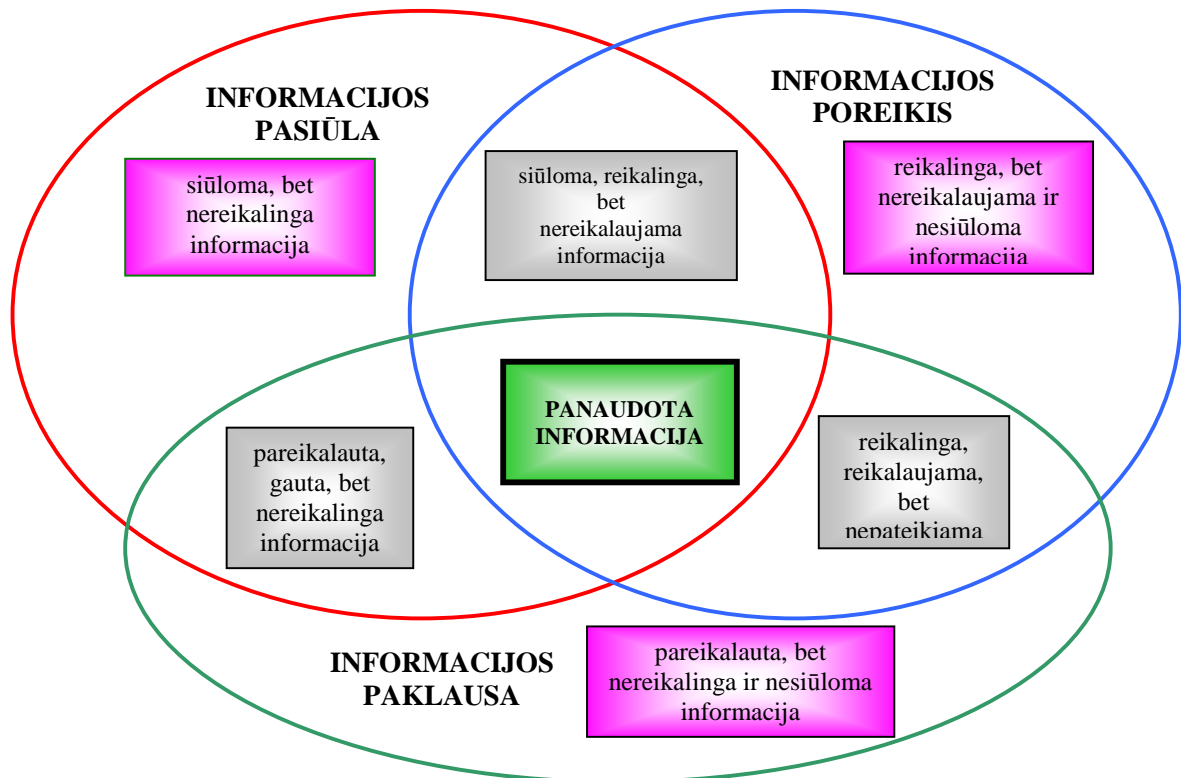 INFORMACIJOS
PASIŪLA
INFORMACIJOS
POREIKIS
siūloma, bet
nereikalinga
informacija
siūloma, reikalinga,
bet
nereikalaujama
informacija
reikalinga, bet
nereikalaujama ir
nesiūloma
informacija
PANAUDOTA
INFORMACIJA
pareikalauta,
gauta, bet
nereikalinga
informacija
reikalinga,
reikalaujama,
bet
nepateikiama
INFORMACIJOS
PAKLAUSA
pareikalauta, bet
nereikalinga ir nesiūloma
informacija